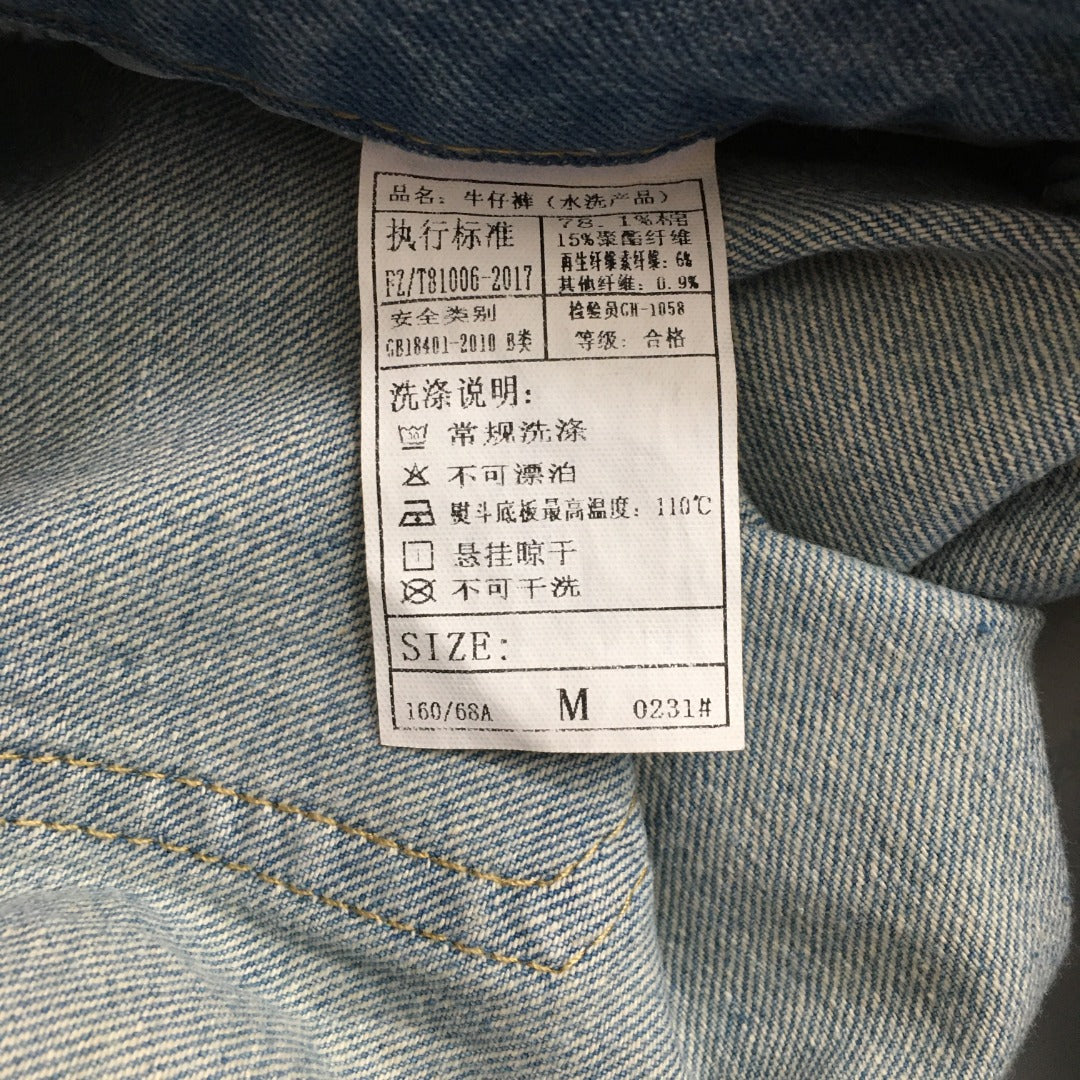 品名：牛仔裤（水洗产品）
执行标准
FZ/T81006-2017
78.1%棉
15%聚酯纤维
再生纤维素纤维：6%
其他纤维：0.9%
安全类别
GB18401-2010 B类
检验员CH-1058
等级：合格
洗涤说明：
常规洗涤
不可漂泊
熨斗底板最高温度：110℃
悬挂晾干
不可干洗
SIZE:
160/68A M 0231#